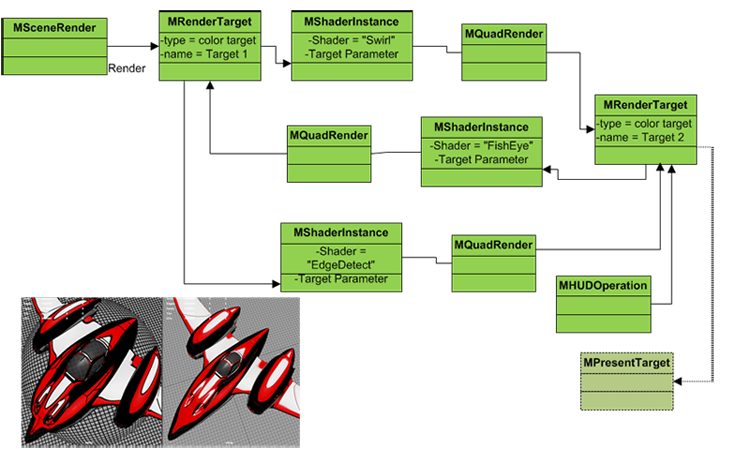 MSceneRender
Render
MRenderTarget
-type = color target
-name = Target 1
MShaderInstance
-Shader = "Swirl"
-Target Parameter
MQuadRender
MRenderTarget
-type = color target
-name = Target 2
MShaderInstance
-Shader = "FishEye"
-Target Parameter
MQuadRender
MShaderInstance
-Shader =
"EdgeDetect"
-Target Parameter
MQuadRender
MHUDOperation
MPresentTarget